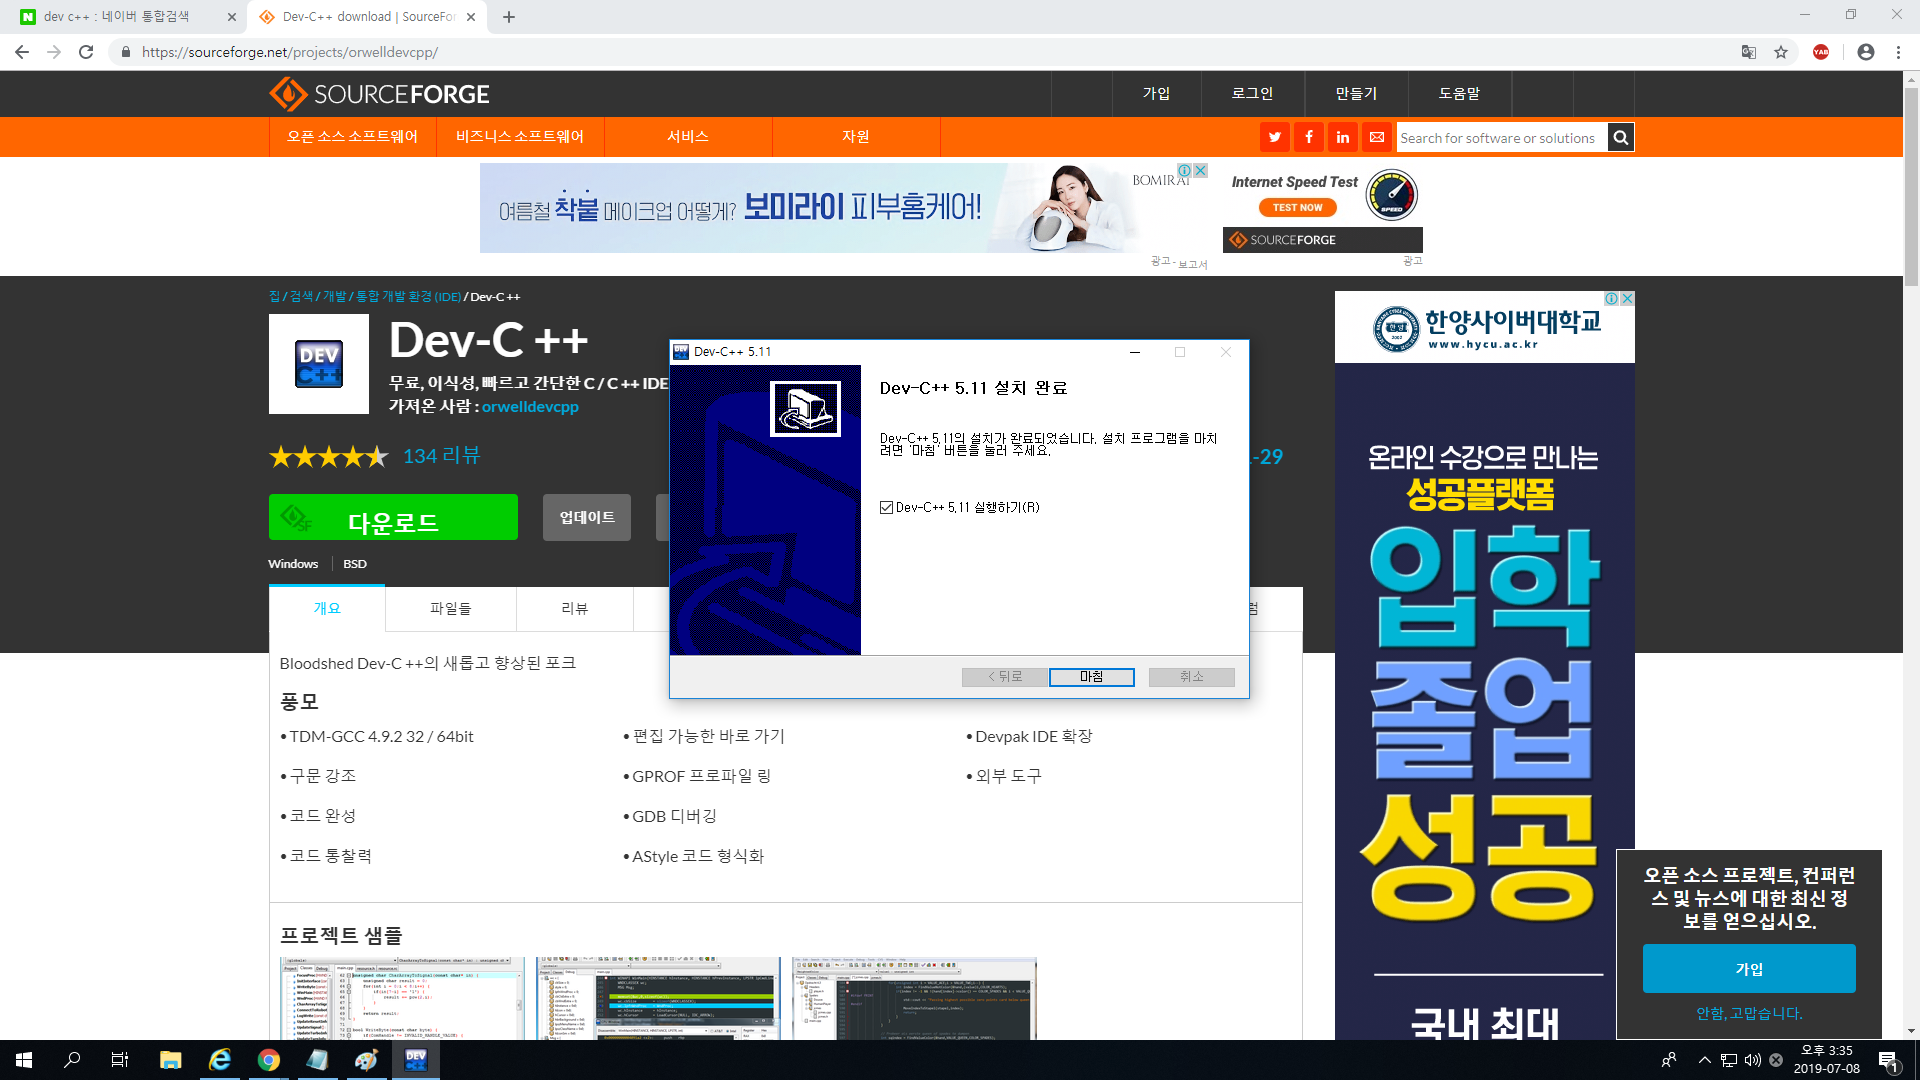 dev c++ : 네이버 통합검색
Dev-C++ download | SourceFor
https://sourceforge.net/projects/orwelldevcpp/
YAB
SOURCEFORGE
가입
로그인
만들기
도움말
오픈 소스 소프트웨어
비즈니스 소프트웨어
서비스
자원
Search for software or solutions
여름철 착붙 메이크업 어떻게? 보미라이 피부홈케어!
BOMIRAI
Internet Speed Test
TEST NOW
SPEED
SOURCEFORGE
광고 - 보고서
광고
집 / 검색 / 개발 / 통합 개발 환경 (IDE) / Dev-C ++
DEV
C++
Dev-C ++
무료, 이식성, 빠르고 간단한 C / C ++ IDE
가져온 사람 : orwelldevcpp
134 리뷰
-29
SF
다운로드
업데이트
Windows
BSD
개요
파일들
리뷰
럼
Dev-C++ 5.11
Dev-C++ 5.11 설치 완료
Dev-C++ 5.11의 설치가 완료되었습니다. 설치 프로그램을 마치
려면 '마침' 버튼을 눌러 주세요.
Dev-C++ 5.11 실행하기(R)
< 뒤로
마침
취소
Bloodshed Dev-C ++의 새롭고 향상된 포크
풍모
• TDM-GCC 4.9.2 32 / 64bit
• 편집 가능한 바로 가기
• Devpak IDE 확장
• 구문 강조
• GPROF 프로파일 링
• 외부 도구
• 코드 완성
• GDB 디버깅
• 코드 통찰력
• AStyle 코드 형식화
프로젝트 샘플
한양사이버대학교
www.hycu.ac.kr
온라인 수강으로 만나는
성공플랫폼
입학
졸업
성공
국내 최대
오픈 소스 프로젝트, 컨퍼런
스 및 뉴스에 대한 최신 정
보를 얻으십시오.
가입
안함, 고맙습니다.
DEV
C++
오후 3:35
2019-07-08
1